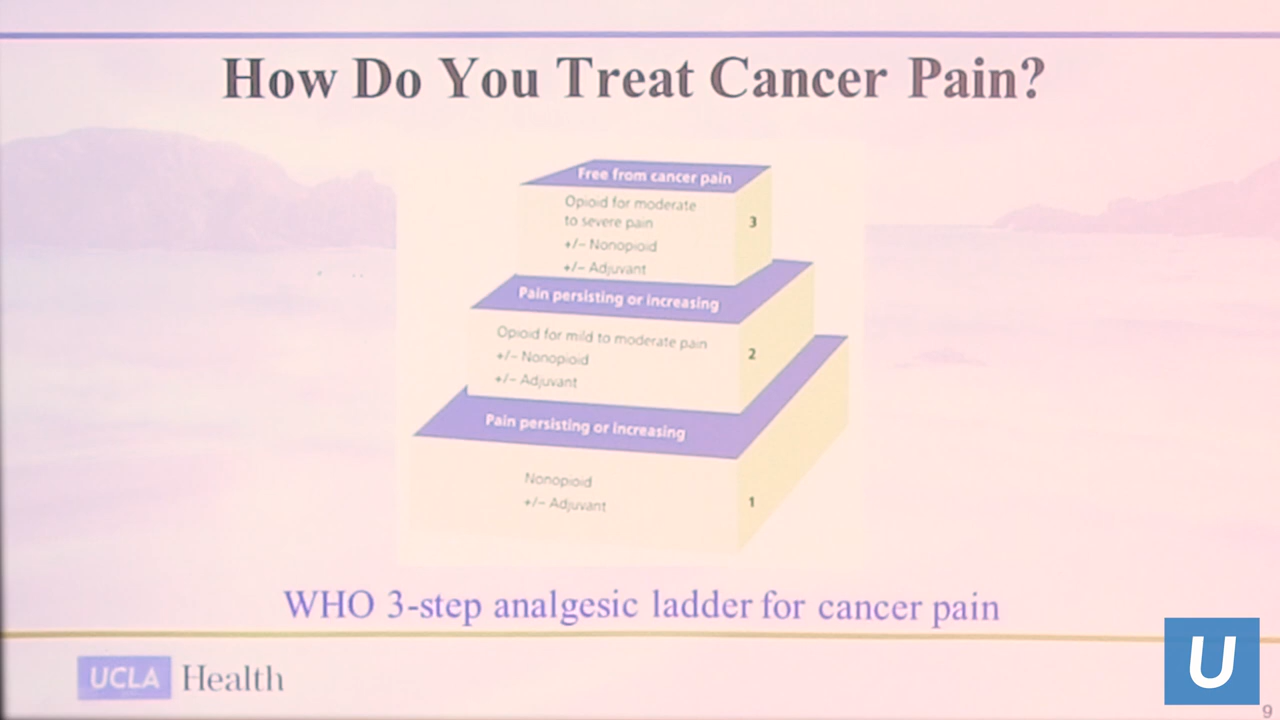 How Do You Treat Cancer Pain?
Free from cancer pain
Opioid for moderate
to severe pain
+/– Nonopioid
+/– Adjuvant
3
Pain persisting or increasing
Opioid for mild to moderate pain
+/– Nonopioid
+/– Adjuvant
2
Pain persisting or increasing
Nonopioid
+/– Adjuvant
1
WHO 3-step analgesic ladder for cancer pain
UCLA Health
U
9